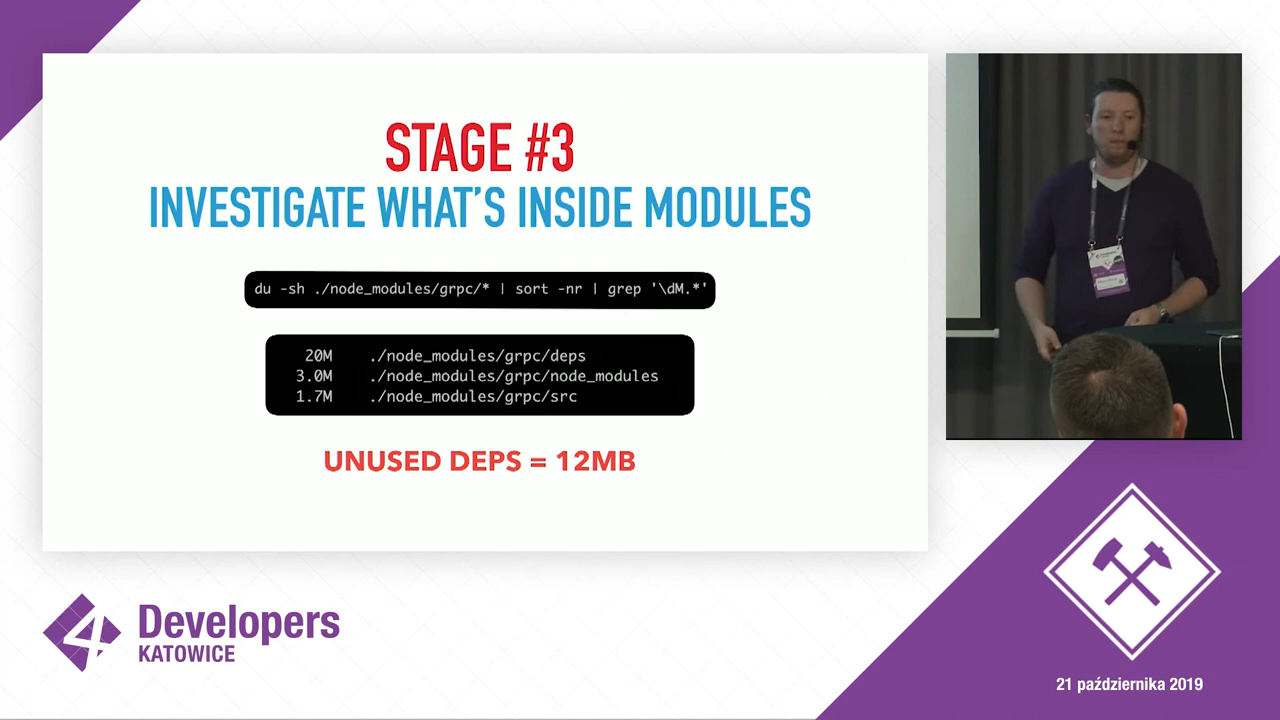 STAGE #3
INVESTIGATE WHAT'S INSIDE MODULES
du -sh ./node_modules/grpc/* | sort -nr | grep '\dM.*'
20M ./node_modules/grpc/deps
3.0M ./node_modules/grpc/node_modules
1.7M ./node_modules/grpc/src
UNUSED DEPS = 12MB
4
Developers
KATOWICE
21 października 2019